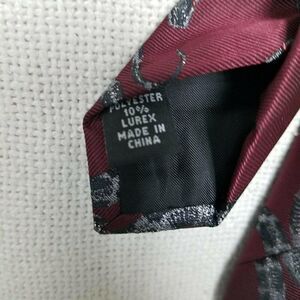 POLYESTER
10%
LUREX
MADE IN
CHINA